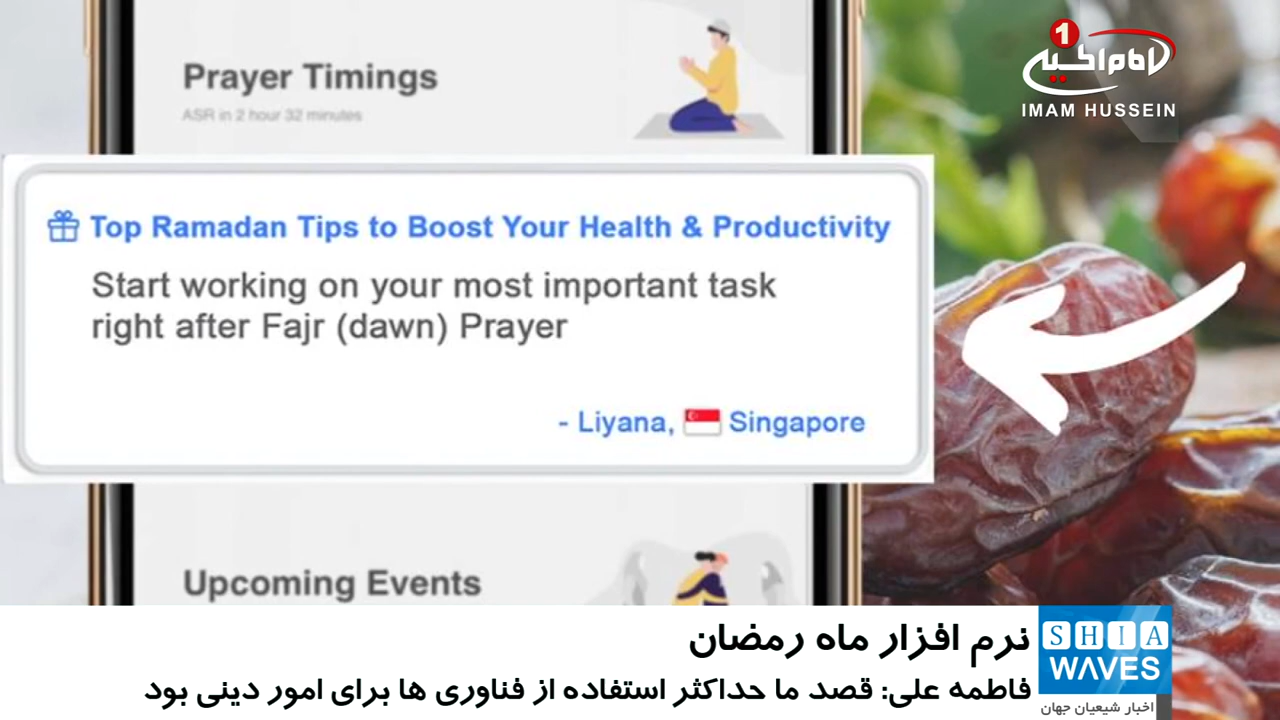 Prayer Timings
ASR in 2 hour 32 minutes
1
امام حسین
IMAM HUSSEIN
Top Ramadan Tips to Boost Your Health & Productivity
Start working on your most important task
right after Fajr (dawn) Prayer
- Liyana, Singapore
Upcoming Events
نرم افزار ماه رمضان
فاطمه علی: قصد ما حداکثر استفاده از فناوری ها برای امور دینی بود
SHIA
WAVES
اخبار شیعیان جهان